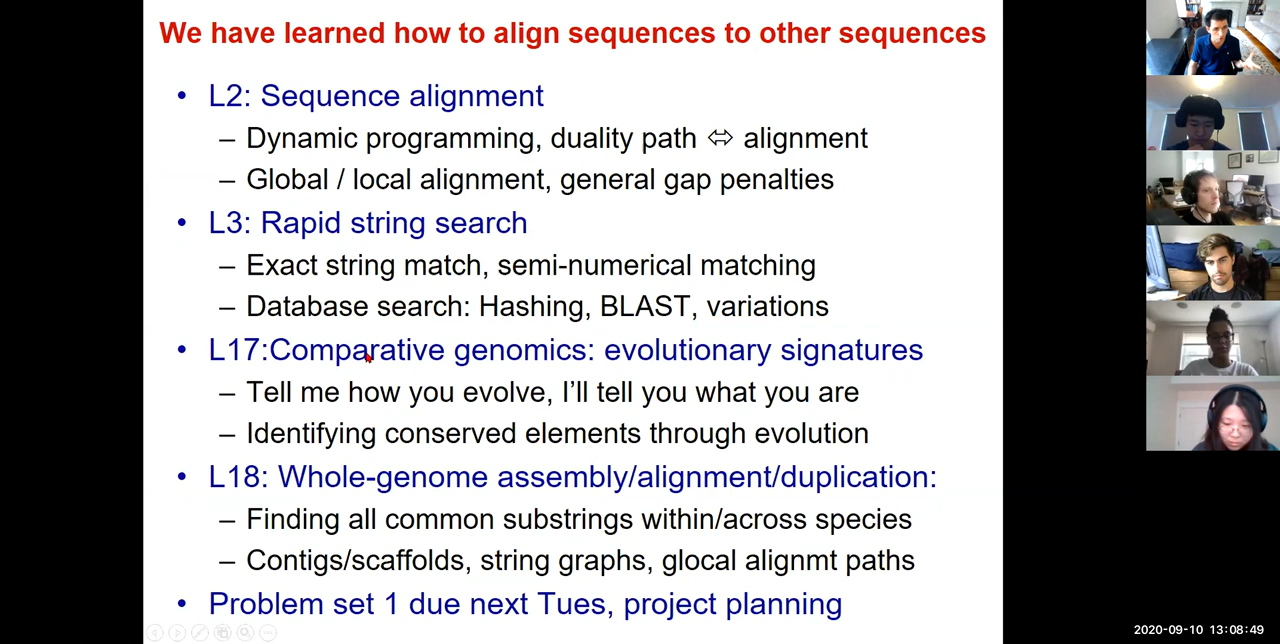 We have learned how to align sequences to other sequences
• L2: Sequence alignment
– Dynamic programming, duality path ⇔ alignment
– Global / local alignment, general gap penalties
• L3: Rapid string search
– Exact string match, semi-numerical matching
– Database search: Hashing, BLAST, variations
• L17:Comparative genomics: evolutionary signatures
– Tell me how you evolve, I'll tell you what you are
– Identifying conserved elements through evolution
• L18: Whole-genome assembly/alignment/duplication:
– Finding all common substrings within/across species
– Contigs/scaffolds, string graphs, glocal alignmt paths
• Problem set 1 due next Tues, project planning
2020-09-10 13:08:49